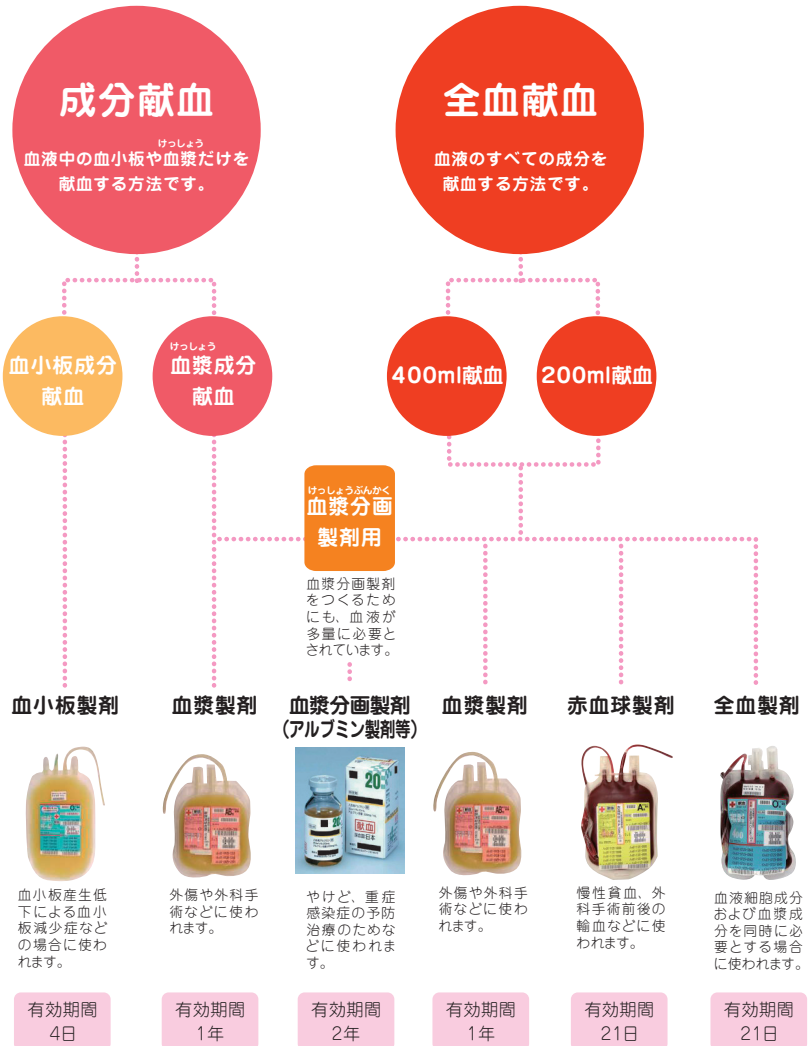 成分献血
けっしょう
血液中の血小板や血漿だけを
献血する方法です。
全血献血
血液のすべての成分を
献血する方法です。
血小板成分
献血
けっしょう
血漿成分
献血
400ml献血
200ml献血
けっしょうぶんかく
血漿分画
製剤用
血漿分画製剤
をつくるため
にも、血液が
多量に必要と
されています。
血小板製剤
血漿製剤
血漿分画製剤
(アルブミン製剤等)
血漿製剤
赤血球製剤
全血製剤
20
献血
日本
血小板産生低
下による血小
板減少症など
の場合に使わ
れます。
外傷や外科手
術などに使わ
れます。
やけど、重症
感染症の予防
治療のためな
どに使われま
す。
外傷や外科手
術などに使わ
れます。
慢性貧血、外
科手術前後の
輸血などに使
われます。
血液細胞成分
および血漿成
分を同時に必
要とする場合
に使われます。
有効期間
4日
有効期間
1年
有効期間
2年
有効期間
1年
有効期間
21日
有効期間
21日